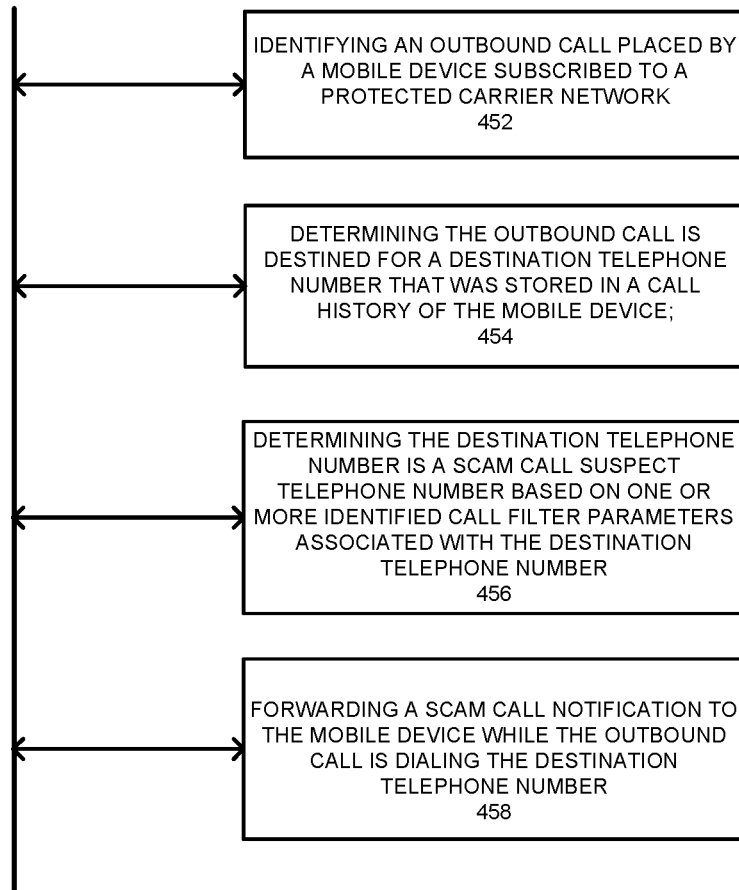 IDENTIFYING AN OUTBOUND CALL PLACED BY
A MOBILE DEVICE SUBSCRIBED TO A
PROTECTED CARRIER NETWORK
452
DETERMINING THE OUTBOUND CALL IS
DESTINED FOR A DESTINATION TELEPHONE
NUMBER THAT WAS STORED IN A CALL
HISTORY OF THE MOBILE DEVICE;
454
DETERMINING THE DESTINATION TELEPHONE
NUMBER IS A SCAM CALL SUSPECT
TELEPHONE NUMBER BASED ON ONE OR
MORE IDENTIFIED CALL FILTER PARAMETERS
ASSOCIATED WITH THE DESTINATION
TELEPHONE NUMBER
456
FORWARDING A SCAM CALL NOTIFICATION TO
THE MOBILE DEVICE WHILE THE OUTBOUND
CALL IS DIALING THE DESTINATION
TELEPHONE NUMBER
458